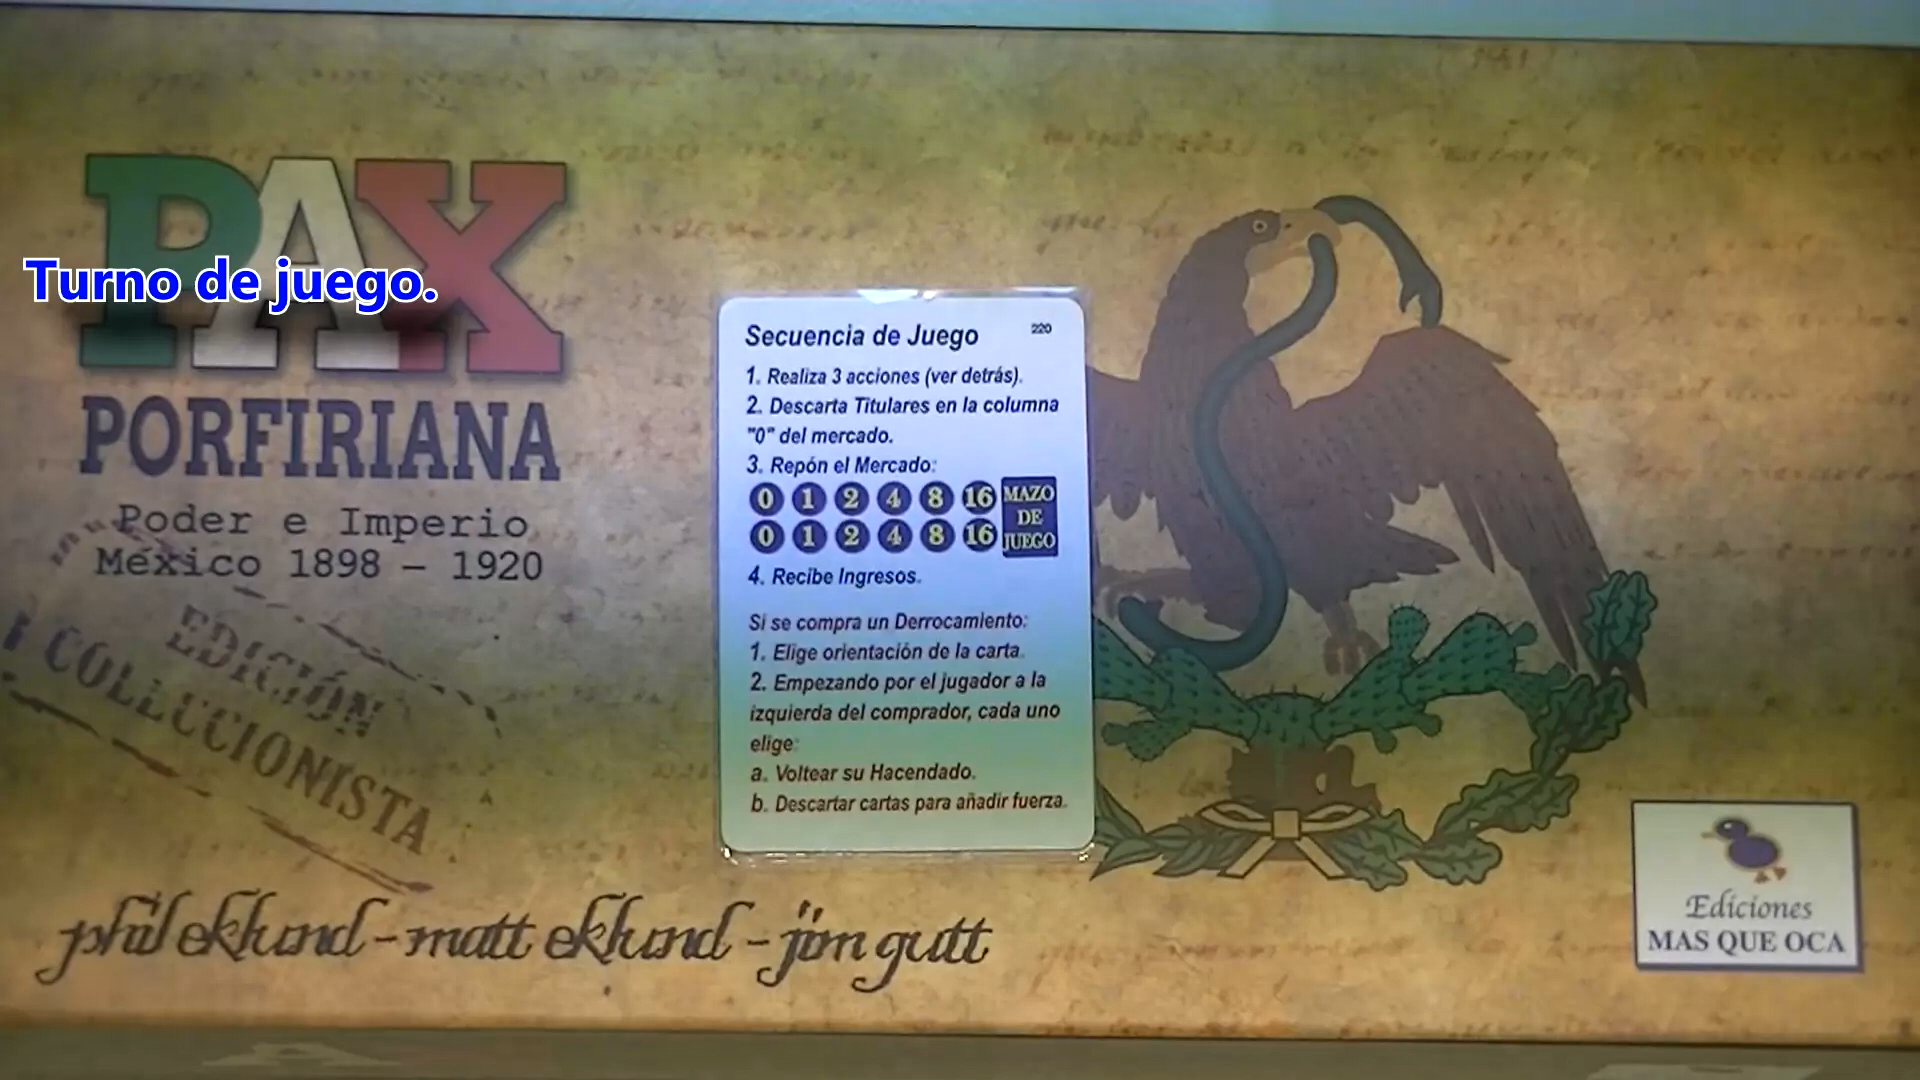 PAX
Turno de juego.
PORFIRIANA
Poder e Imperio
México 1898 – 1920
EDICIÓN
COLECCIONISTA
phil eklund - matt eklund - jim gutt
Secuencia de Juego 220
1. Realiza 3 acciones (ver detrás).
2. Descarta Titulares en la columna
"0" del mercado.
3. Repón el Mercado:
0 1 2 4 8 16 MAZO
DE
0 1 2 4 8 16 JUEGO
4. Recibe Ingresos.
Si se compra un Derrocamiento:
1. Elige orientación de la carta.
2. Empezando por el jugador a la
izquierda del comprador, cada uno
elige:
a. Voltear su Hacendado.
b. Descartar cartas para añadir fuerza.
Ediciones
MAS QUE OCA